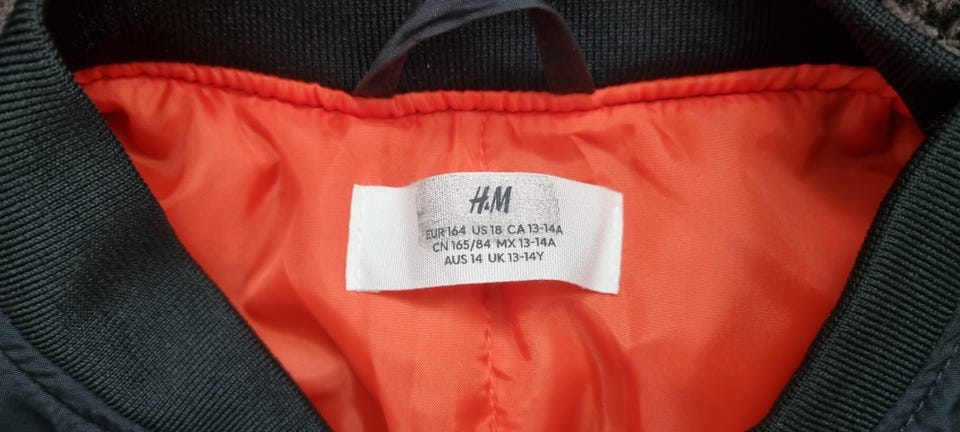 H&M
EUR 164 US 18 CA 13-14A
CN 165/84 MX 13-14A
AUS 14 UK 13-14Y